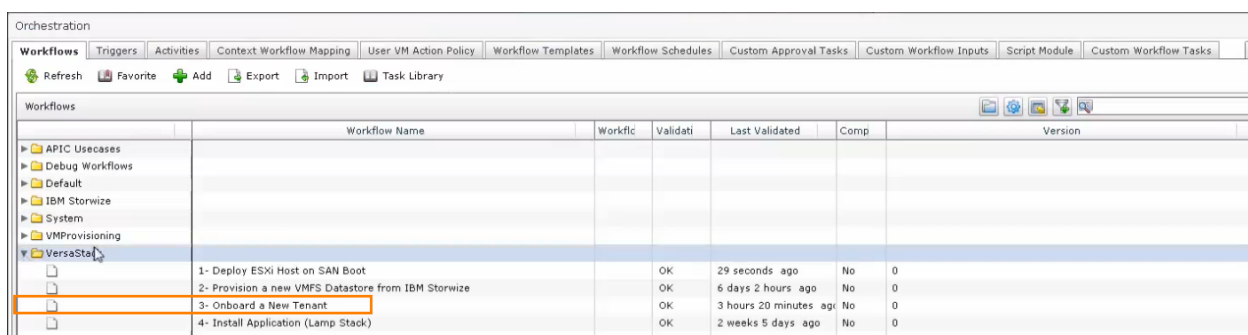 Orchestration
Workflows Triggers Activities Context Workflow Mapping User VM Action Policy Workflow Templates Workflow Schedules Custom Approval Tasks Custom Workflow Inputs Script Module Custom Workflow Tasks
Refresh Favorite Add Export Import Task Library
Workflows
Workflow Name Workflc Validati Last Validated Comp Version
APIC Usecases
Debug Workflows
Default
IBM Storwize
System
VMProvisioning
VersaStac
1- Deploy ESXi Host on SAN Boot OK 29 seconds ago No 0
2- Provision a new VMFS Datastore from IBM Storwize OK 6 days 2 hours ago No 0
3- Onboard a New Tenant OK 3 hours 20 minutes ago No 0
4- Install Application (Lamp Stack) OK 2 weeks 5 days ago No 0